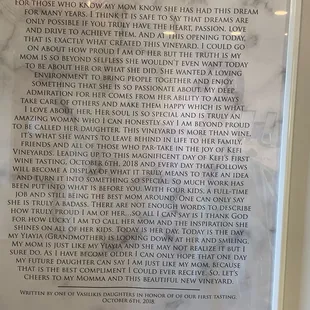 FOR THOSE WHO KNOW MY MOM KNOW SHE HAS HAD THIS DREAM
FOR MANY YEARS. I THINK IT IS SAFE TO SAY THAT DREAMS ARE
ONLY POSSIBLE IF YOU TRULY HAVE THE HEART, PASSION, LOVE
AND DRIVE TO ACHIEVE THEM. AND AT THIS OPENING TODAY,
THAT IS EXACTLY WHAT CREATED THIS VINEYARD. I COULD GO
ON ABOUT HOW PROUD I AM OF HER BUT THE TRUTH IS MY
MOM IS SO BEYOND SELFLESS SHE WOULDN'T EVEN WANT TODAY
TO BE ABOUT HER OR WHAT SHE DID. SHE WANTED A LOVING
ENVIRONMENT TO BRING PEOPLE TOGETHER AND ENJOY
SOMETHING THAT SHE IS SO PASSIONATE ABOUT. MY DEEP
ADMIRATION FOR HER COMES FROM HER ABILITY TO ALWAYS
TAKE CARE OF OTHERS AND MAKE THEM HAPPY WHICH IS WHAT
I LOVE ABOUT HER. HER SOUL IS SO SPECIAL AND IS TRULY AN
AMAZING WOMAN WHO I CAN HONESTLY SAY I AM BEYOND PROUD
TO BE CALLED HER DAUGHTER. THIS VINEYARD IS MORE THAN WINE,
IT'S WHAT SHE WANTS TO LEAVE BEHIND IN LIFE TO HER FAMILY,
FRIENDS AND ALL OF THOSE WHO PAR-TAKE IN THE JOY OF KEFI
VINEYARDS. LEADING UP TO THIS MAGNIFICENT DAY OF KEFI'S FIRST
WINE TASTING, OCTOBER 6TH, 2018 AND EVERY DAY THAT FOLLOWS
WILL BECOME A DISPLAY OF WHAT IT TRULY MEANS TO TAKE AN IDEA
AND TURN IT INTO SOMETHING SO SPECIAL. SO MUCH WORK HAS
BEEN PUT INTO WHAT IS BEFORE YOU. WITH FOUR KIDS, A FULL-TIME
JOB AND STILL BEING THE BEST MOM AROUND. ONE CAN ONLY SAY
SHE IS TRULY A BADASS. THERE ARE NOT ENOUGH WORDS TO DESCRIBE
HOW TRULY PROUD I AM OF HER... SO ALL I CAN SAY IS I THANK GOD
FOR HOW LUCKY I AM TO CALL HER MOM AND THE INSPIRATION SHE
SHINES ON ALL OF HER KIDS. TODAY IS HER DAY. TODAY IS THE DAY
MY YIAYIA (GRANDMOTHER) IS LOOKING DOWN AT HER AND SMILING.
MY MOM IS JUST LIKE MY YIAYIA AND SHE MAY NOT REALIZE IT BUT I
SURE DO. AS I HAVE BECOME OLDER I CAN ONLY HOPE THAT ONE DAY
MY FUTURE DAUGHTER CAN SAY I AM JUST LIKE MY MOM, BECAUSE
THAT IS THE BEST COMPLIMENT I COULD EVER RECEIVE. SO, LET'S
CHEERS TO MY MOMMA AND THIS BEAUTIFUL NEW VINEYARD.
WRITTEN BY ONE OF VASILIKIS DAUGHTERS IN HONOR OF OUR FIRST TASTING.
OCTOBER 6TH, 2018